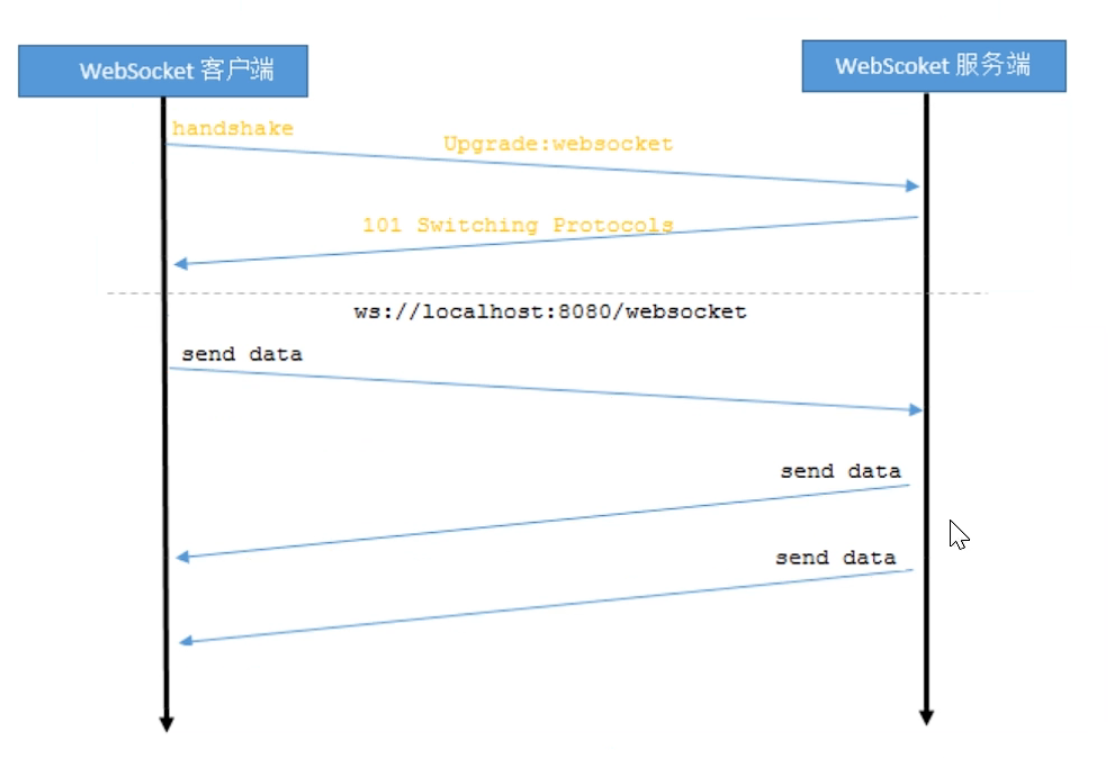 WebSocket 客户端
WebScoket 服务端
handshake
Upgrade:websocket
101 Switching Protocols
ws://localhost:8080/websocket
send data
send data
send data